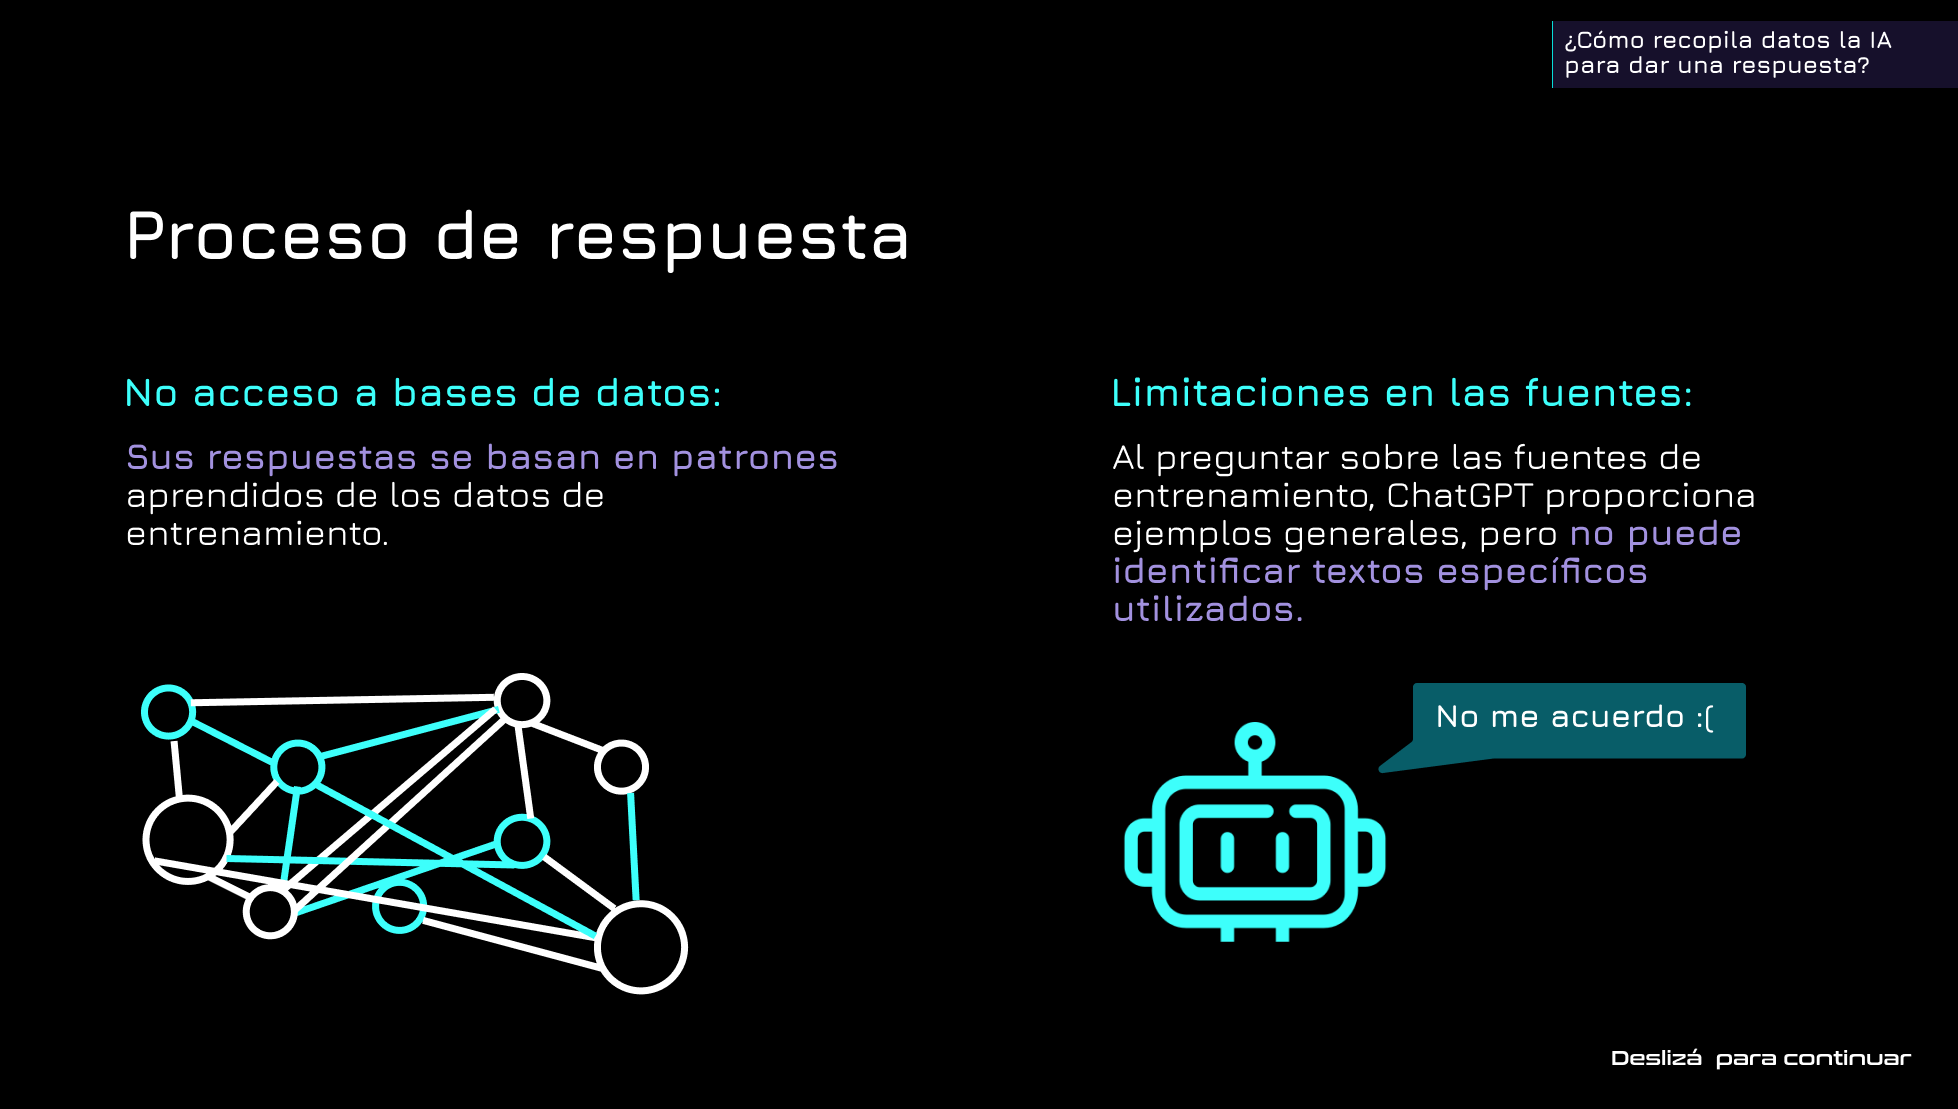 ¿Cómo recopila datos la IA
para dar una respuesta?
Proceso de respuesta
No acceso a bases de datos:
Sus respuestas se basan en patrones
aprendidos de los datos de
entrenamiento.
Limitaciones en las fuentes:
Al preguntar sobre las fuentes de
entrenamiento, ChatGPT proporciona
ejemplos generales, pero no puede
identificar textos específicos
utilizados.
No me acuerdo :(
Deslizá para continuar